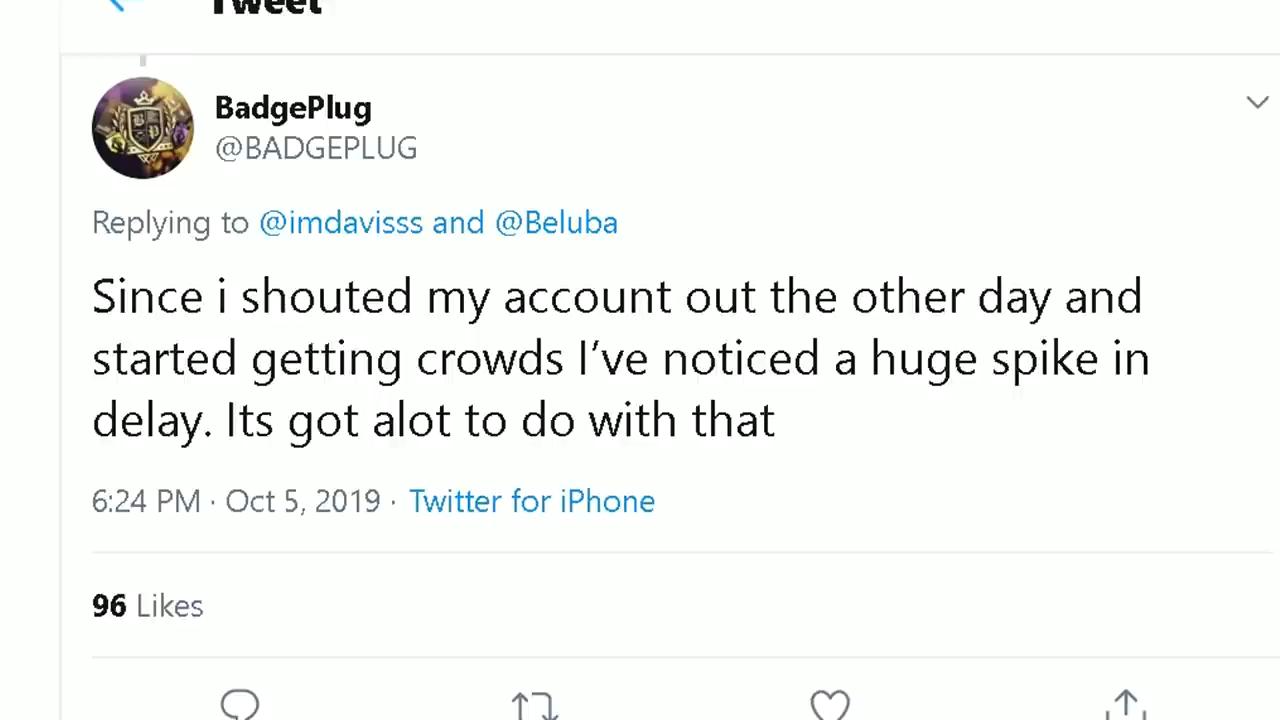 Tweet
BadgePlug
@BADGEPLUG
Replying to @imdavisss and @Beluba
Since i shouted my account out the other day and
started getting crowds I’ve noticed a huge spike in
delay. Its got alot to do with that
6:24 PM · Oct 5, 2019 · Twitter for iPhone
96 Likes